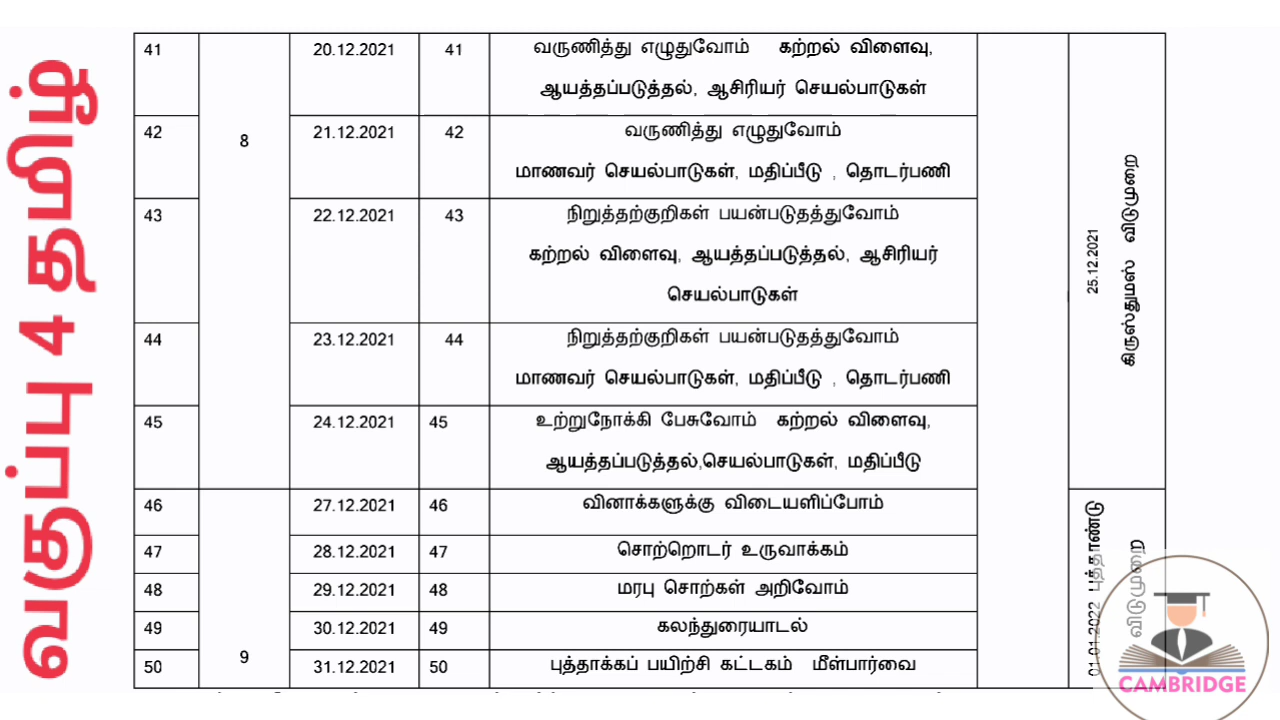 வகுப்பு 4 தமிழ்
41 20.12.2021 41 வருணித்து எழுதுவோம் கற்றல் விளைவு,
ஆயத்தப்படுத்தல், ஆசிரியர் செயல்பாடுகள்
8
42 21.12.2021 42 வருணித்து எழுதுவோம்
மாணவர் செயல்பாடுகள், மதிப்பீடு , தொடர்பணி
43 22.12.2021 43 நிறுத்தற்குறிகள் பயன்படுதத்துவோம்
கற்றல் விளைவு, ஆயத்தப்படுத்தல், ஆசிரியர்
செயல்பாடுகள்
44 23.12.2021 44 நிறுத்தற்குறிகள் பயன்படுதத்துவோம்
மாணவர் செயல்பாடுகள், மதிப்பீடு , தொடர்பணி
45 24.12.2021 45 உற்றுநோக்கி பேசுவோம் கற்றல் விளைவு,
ஆயத்தப்படுத்தல்,செயல்பாடுகள், மதிப்பீடு
25.12.2021
கிருஸ்துமஸ் விடுமுறை
46 27.12.2021 46 வினாக்களுக்கு விடையளிப்போம்
47 28.12.2021 47 சொற்றொடர் உருவாக்கம்
48 29.12.2021 48 மரபு சொற்கள் அறிவோம்
49 30.12.2021 49 கலந்துரையாடல்
9
50 31.12.2021 50 புத்தாக்கப் பயிற்சி கட்டகம் மீள்பார்வை
01.01.2022 புத்தாண்டு
விடுமுறை
CAMBRIDGE